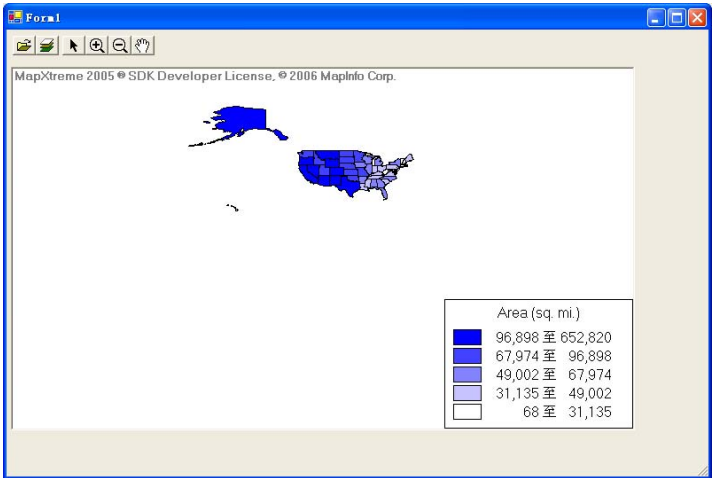 Form1
MapXtreme 2005 ® SDK Developer License, © 2006 MapInfo Corp.
Area (sq. mi.)
96,898 至 652,820
67,974 至 96,898
49,002 至 67,974
31,135 至 49,002
68 至 31,135